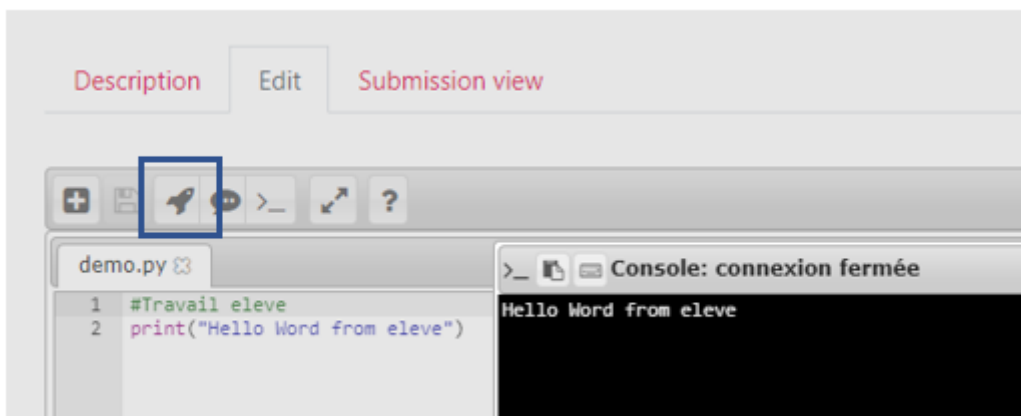 Description Edit Submission view
>_ ?
demo.py
>_ Console: connexion fermée
1 #Travail eleve
2 print("Hello Word from eleve")
Hello Word from eleve